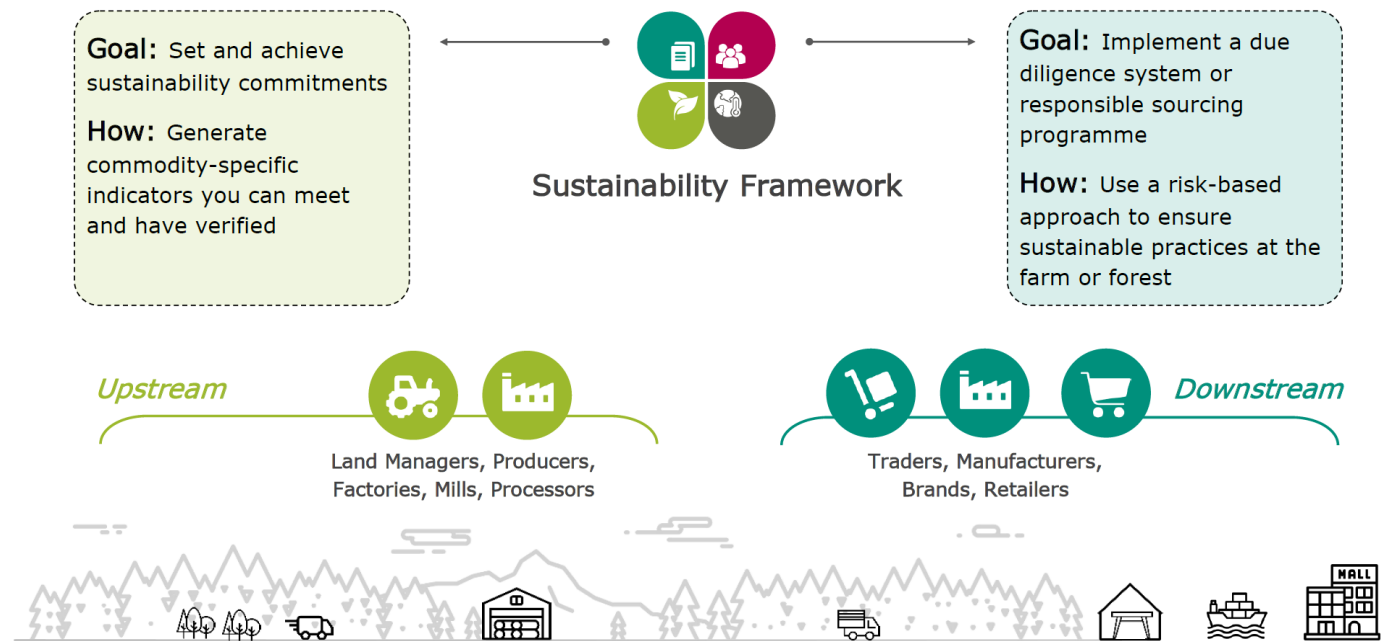 Goal: Set and achieve
sustainability commitments
How: Generate
commodity-specific
indicators you can meet
and have verified
Sustainability Framework
Goal: Implement a due
diligence system or
responsible sourcing
programme
How: Use a risk-based
approach to ensure
sustainable practices at the
farm or forest
Upstream
Land Managers, Producers,
Factories, Mills, Processors
Downstream
Traders, Manufacturers,
Brands, Retailers
MALL